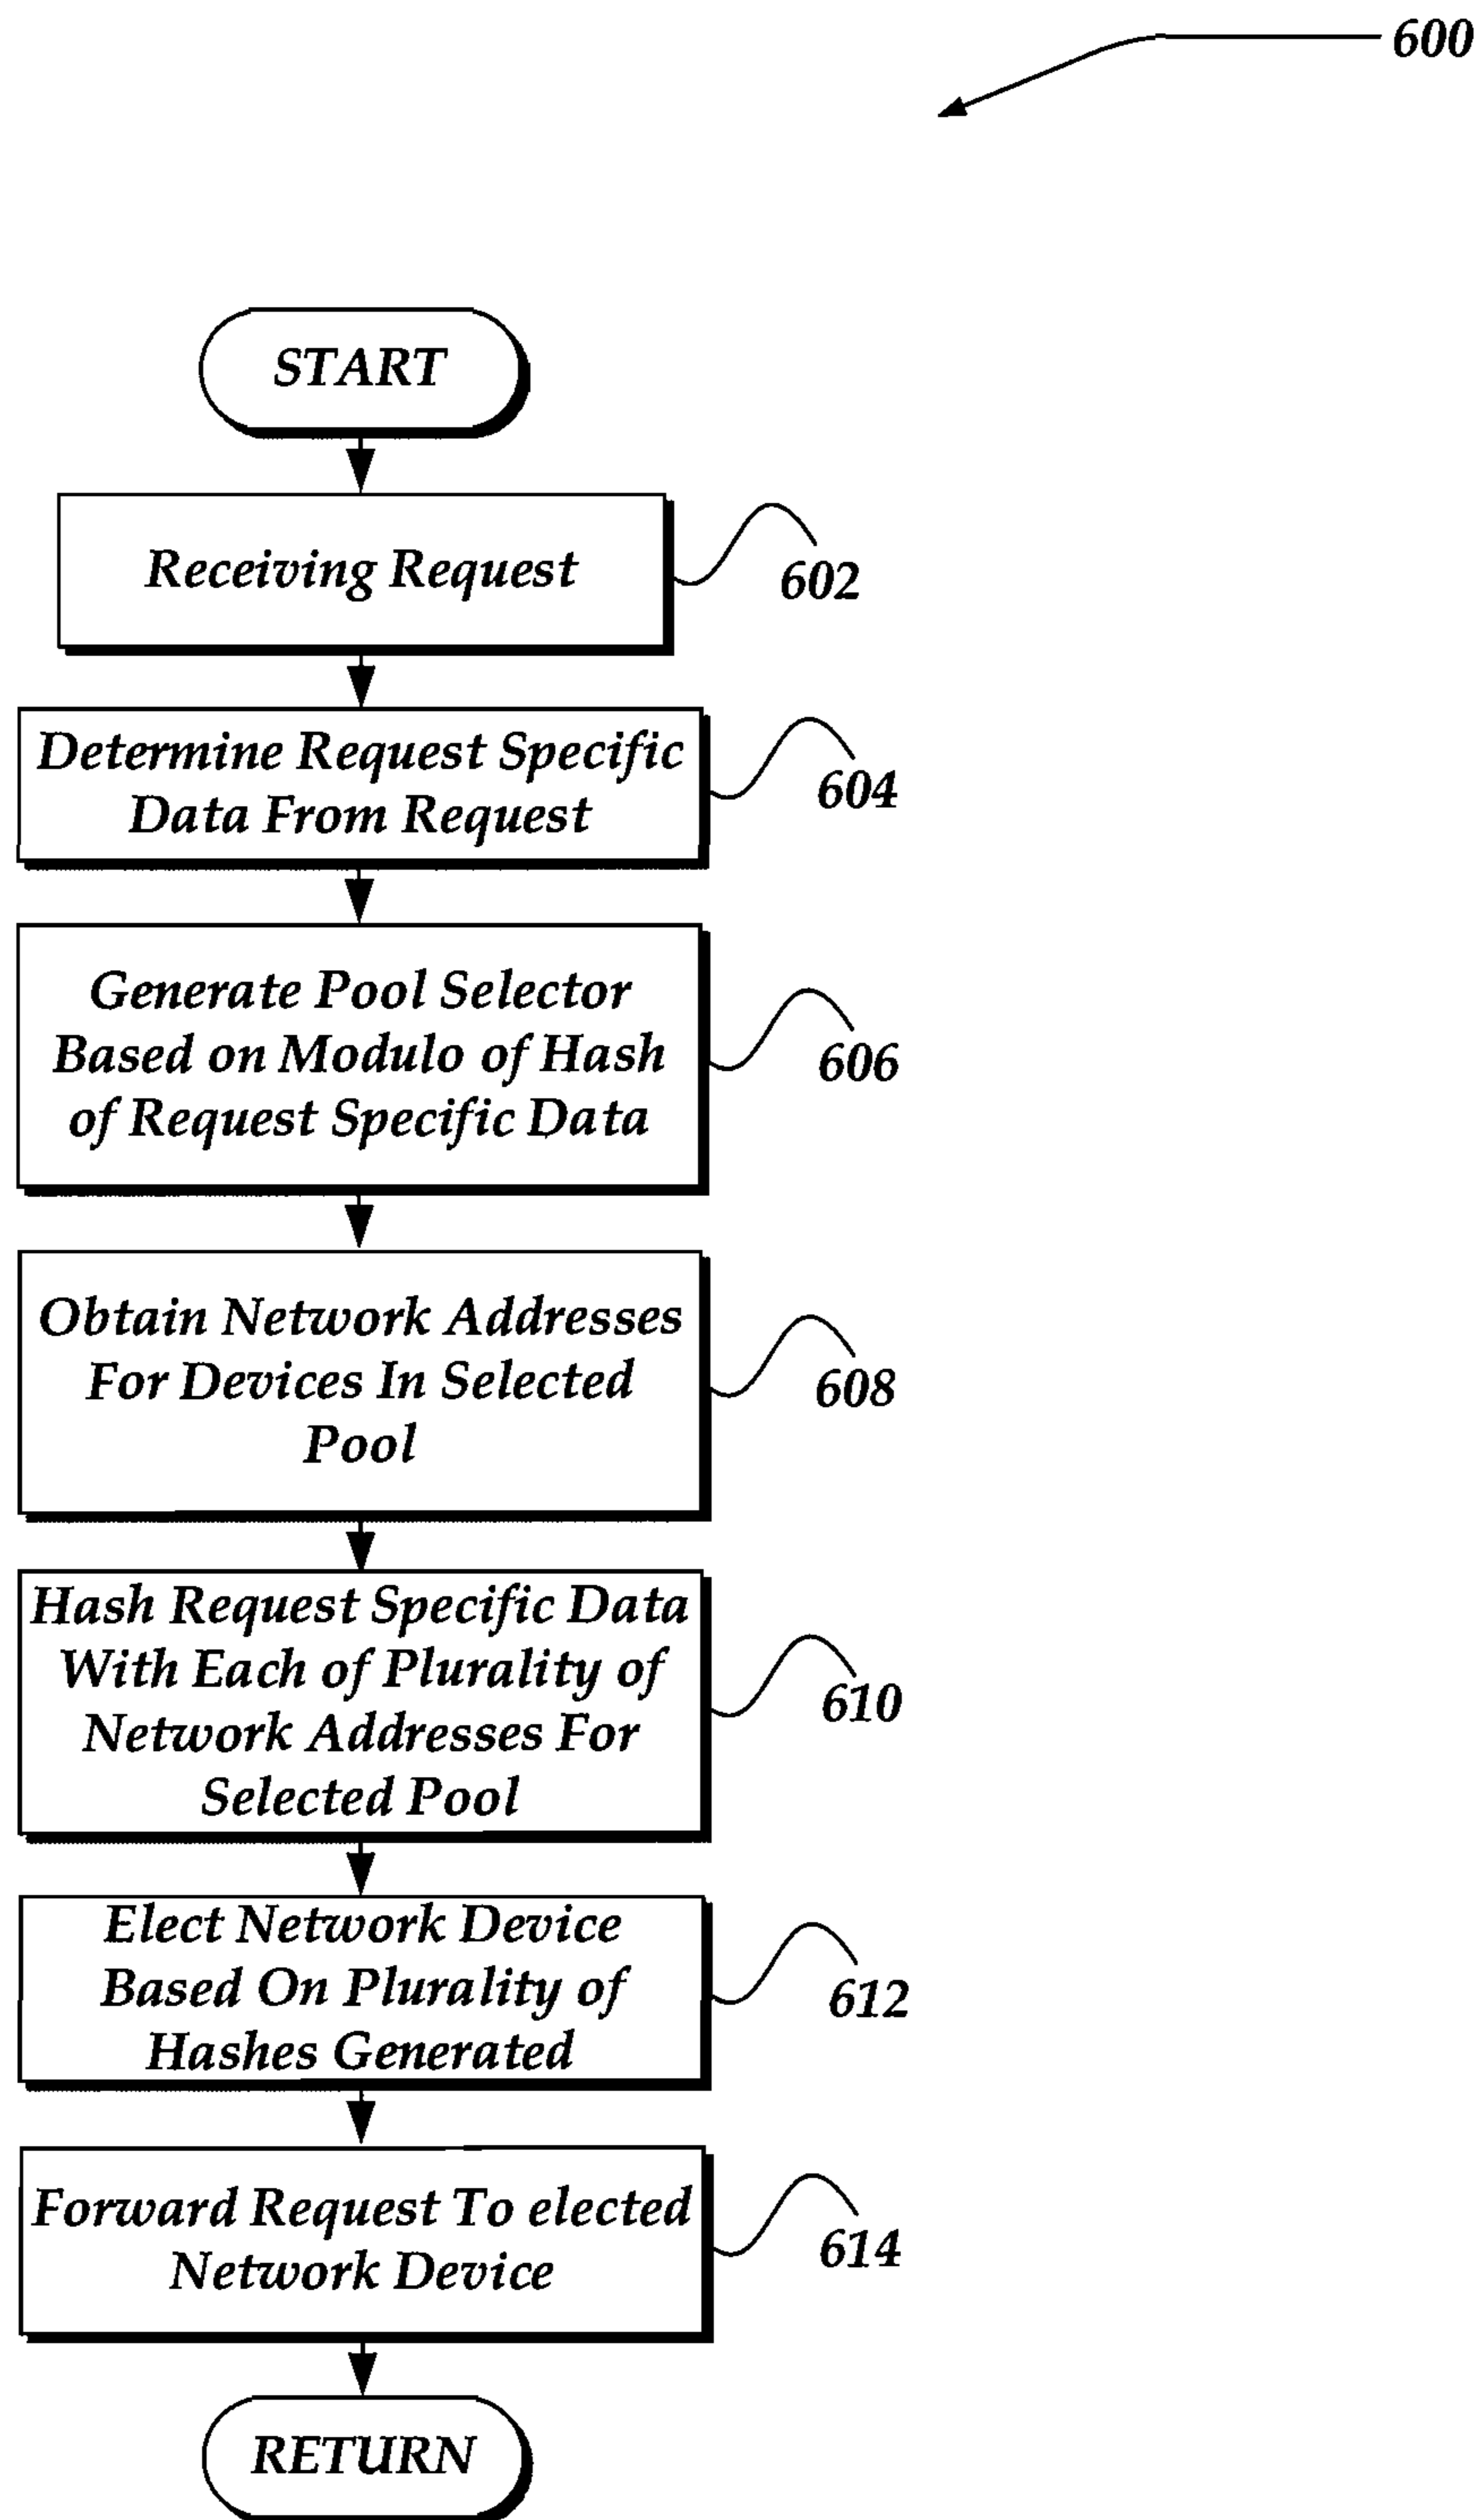 600
START
Receiving Request
602
Determine Request Specific
Data From Request
604
Generate Pool Selector
Based on Modulo of Hash
of Request Specific Data
606
Obtain Network Addresses
For Devices In Selected
Pool
608
Hash Request Specific Data
With Each of Plurality of
Network Addresses For
Selected Pool
610
Elect Network Device
Based On Plurality of
Hashes Generated
612
Forward Request To elected
Network Device
614
RETURN